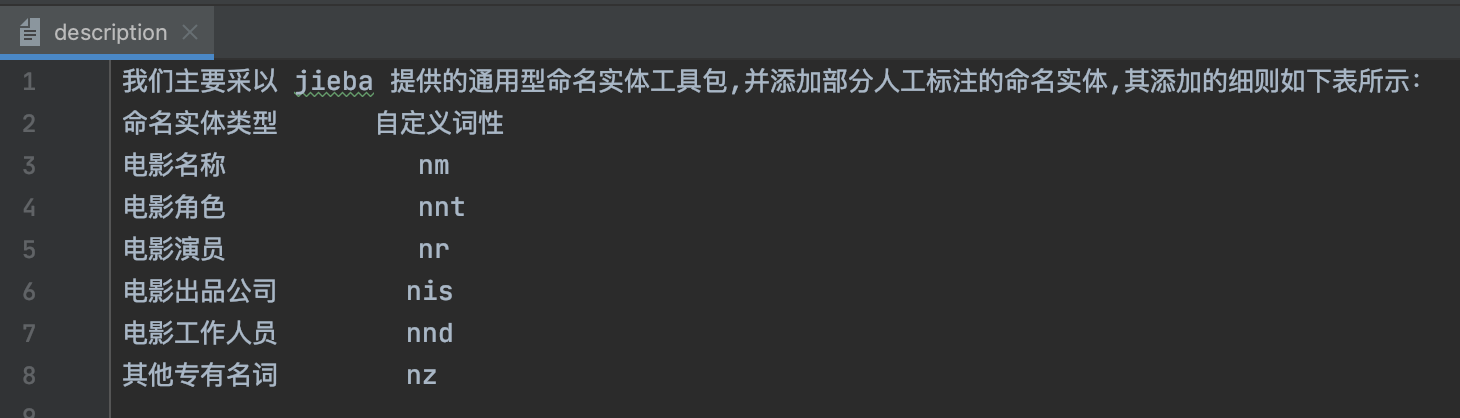 description
1 我们主要采以 jieba 提供的通用型命名实体工具包,并添加部分人工标注的命名实体,其添加的细则如下表所示:
2 命名实体类型 自定义词性
3 电影名称 nm
4 电影角色 nnt
5 电影演员 nr
6 电影出品公司 nis
7 电影工作人员 nnd
8 其他专有名词 nz
9